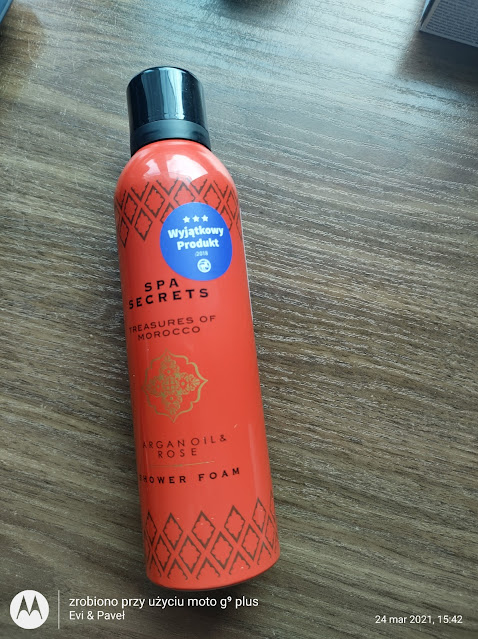 Wyjątkowy
Produkt
2018
SPA
SECRETS
TREASURES OF
MOROCCO
ARGAN OIL &
ROSE
SHOWER FOAM
zrobiono przy użyciu moto g⁹ plus
Evi & Paveł
24 mar 2021, 15:42